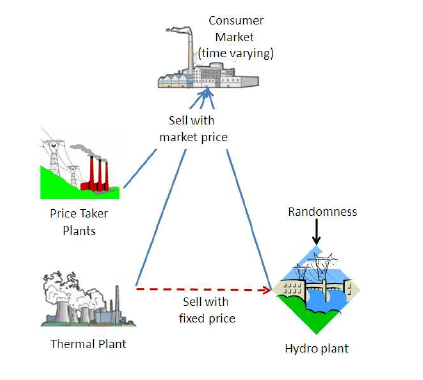 Consumer
Market
(time varying)
Sell with
market price
Price Taker
Plants
Randomness
Sell with
fixed price
Thermal Plant
Hydro plant